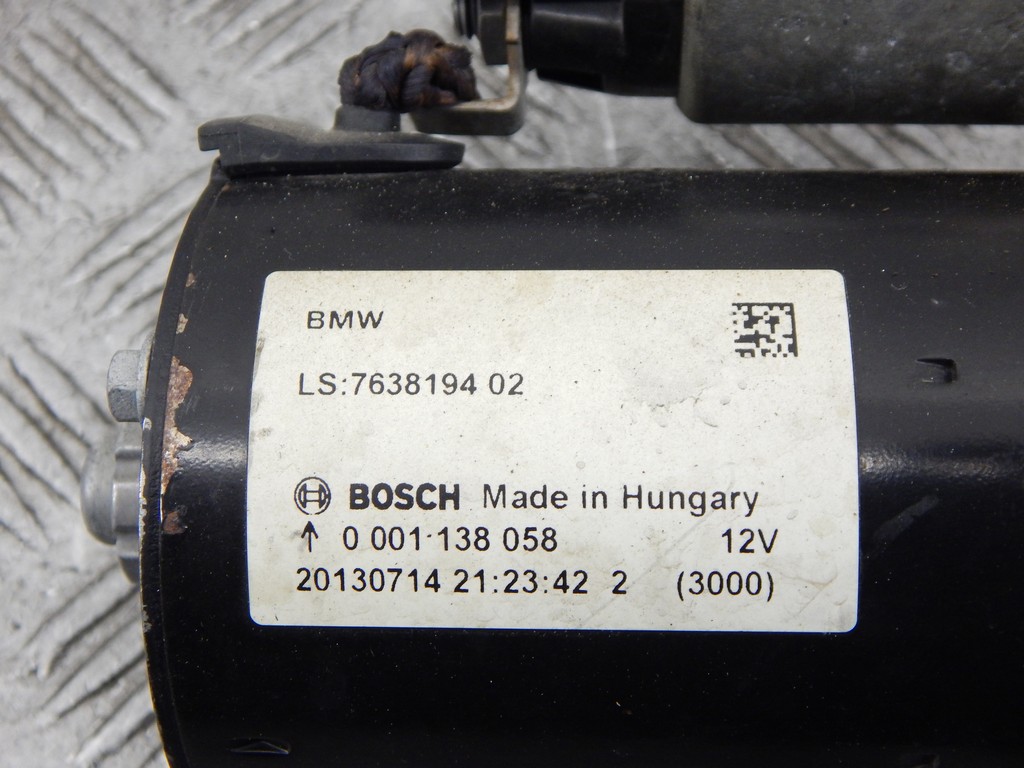 BMW
LS:7638194 02
BOSCH Made in Hungary
↑ 0 001 138 058 12V
20130714 21:23:42 2 (3000)